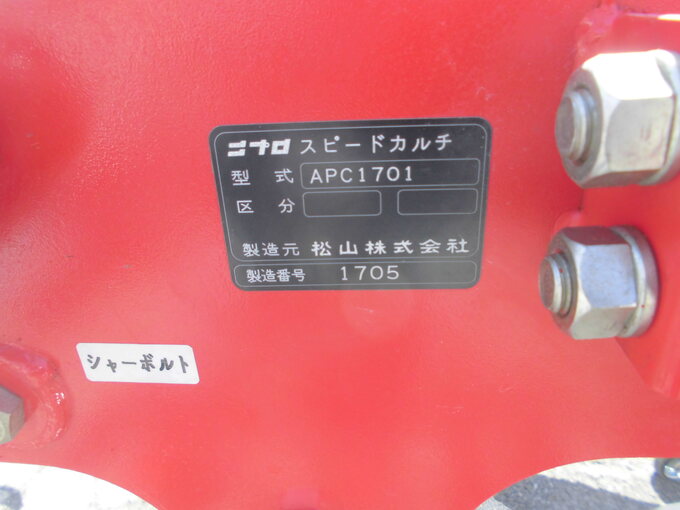 ニプロ スピードカルチ
型式 APC1701
区分
製造元 松山株式会社
製造番号 1705
シャーボルト